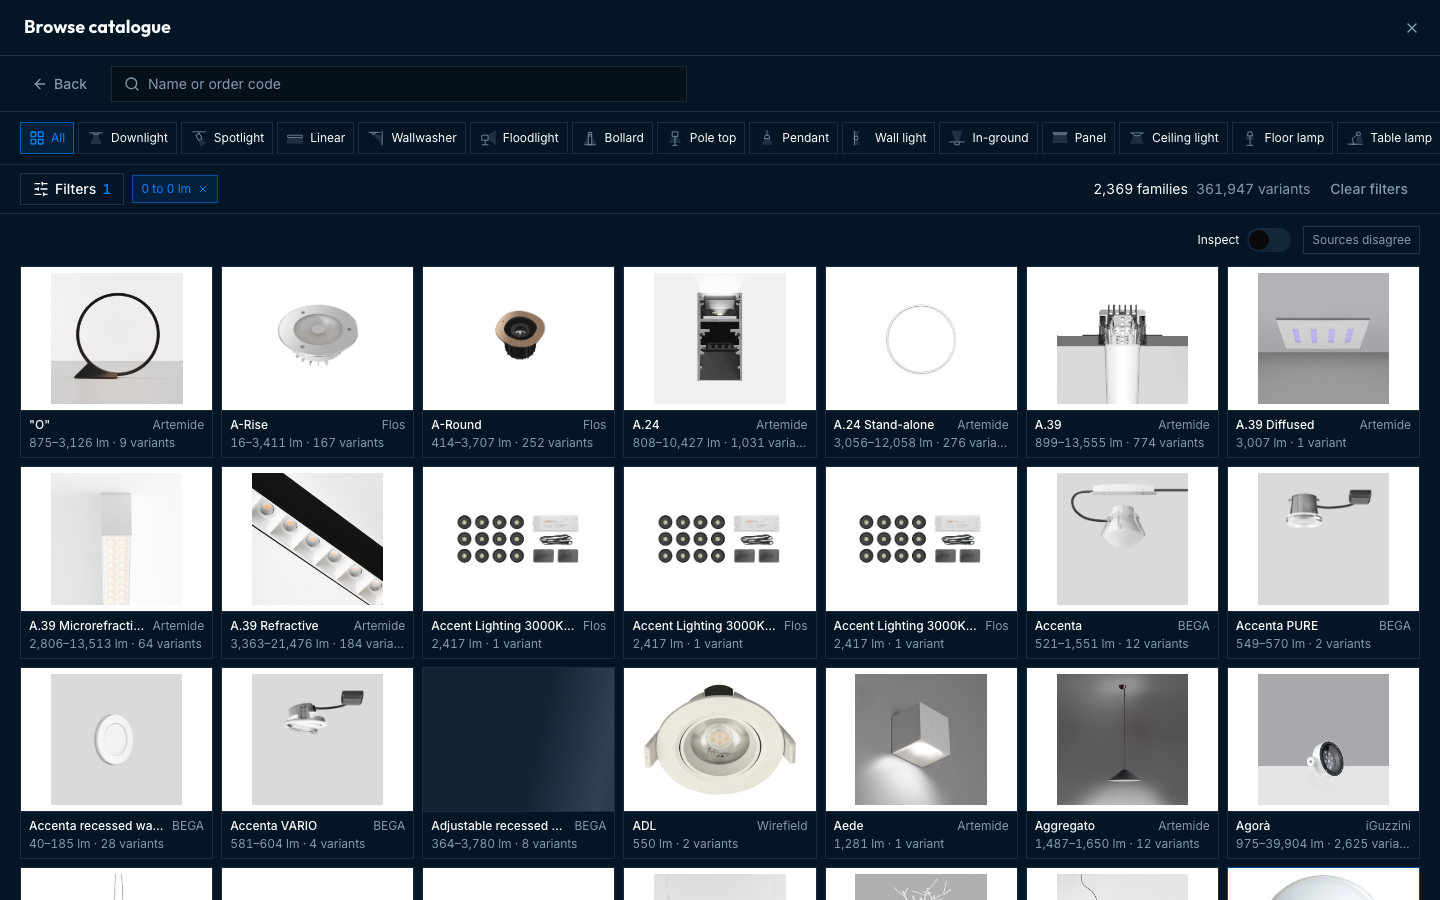 Browse catalogue
Back
Name or order code
All
Downlight
Spotlight
Linear
Wallwasher
Floodlight
Bollard
Pole top
Pendant
Wall light
In-ground
Panel
Ceiling light
Floor lamp
Table lamp
Filters 1
0 to 0 lm
2,369 families 361,947 variants
Clear filters
Inspect
Sources disagree
"O" Artemide
875–3,126 lm · 9 variants
A-Rise Flos
16–3,411 lm · 167 variants
A-Round Flos
414–3,707 lm · 252 variants
A.24 Artemide
808–10,427 lm · 1,031 varia...
A.24 Stand-alone Artemide
3,056–12,058 lm · 276 varia...
A.39 Artemide
899–13,555 lm · 774 variants
A.39 Diffused Artemide
3,007 lm · 1 variant
A.39 Microrefracti... Artemide
2,806–13,513 lm · 64 variants
A.39 Refractive Artemide
3,363–21,476 lm · 184 varia...
Accent Lighting 3000K... Flos
2,417 lm · 1 variant
Accent Lighting 3000K... Flos
2,417 lm · 1 variant
Accent Lighting 3000K... Flos
2,417 lm · 1 variant
Accenta BEGA
521–1,551 lm · 12 variants
Accenta PURE BEGA
549–570 lm · 2 variants
Accenta recessed wa... BEGA
40–185 lm · 28 variants
Accenta VARIO BEGA
581–604 lm · 4 variants
Adjustable recessed ... BEGA
364–3,780 lm · 8 variants
ADL Wirefield
550 lm · 2 variants
Aede Artemide
1,281 lm · 1 variant
Aggregato Artemide
1,487–1,650 lm · 12 variants
Agorà iGuzzini
975–39,904 lm · 2,625 varia...